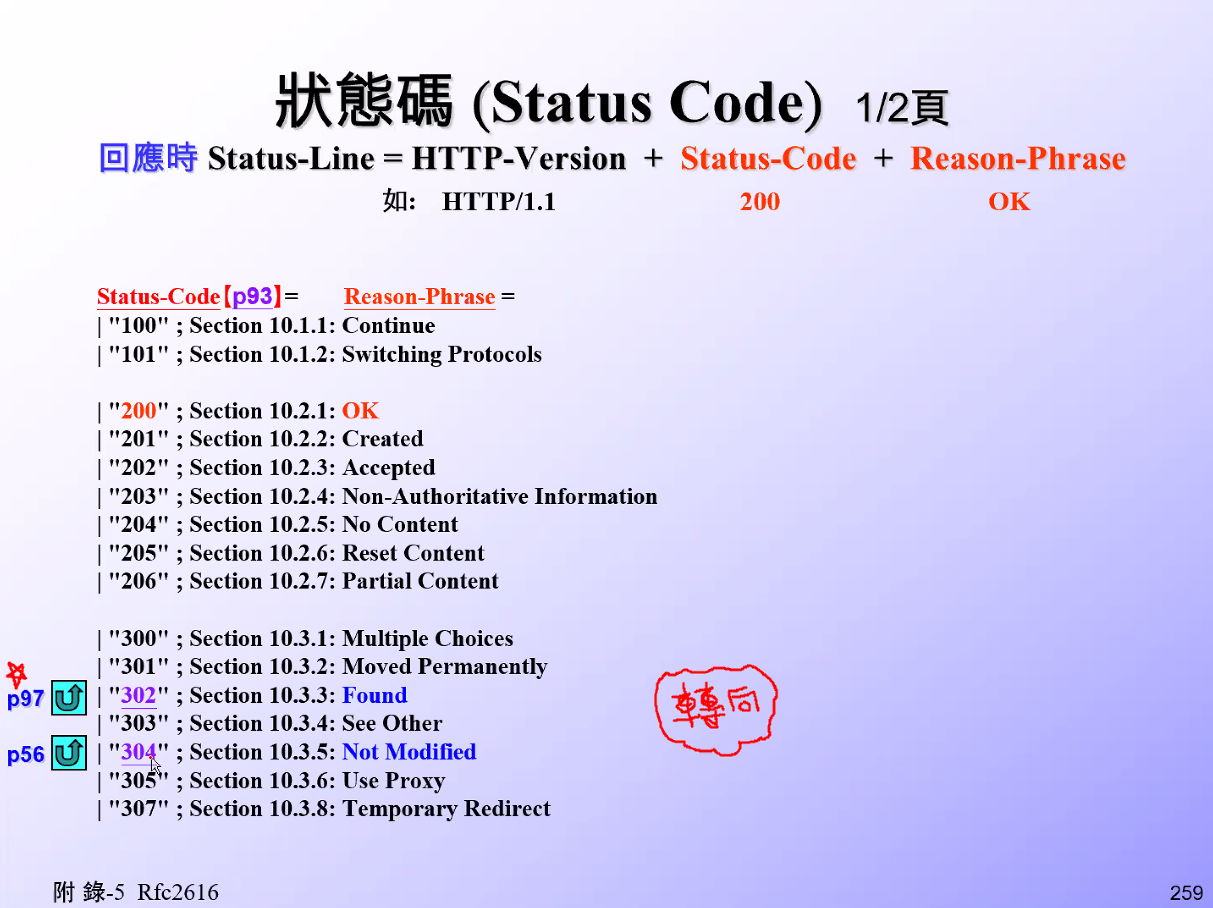 狀態碼 (Status Code) 1/2頁
回應時 Status-Line = HTTP-Version + Status-Code + Reason-Phrase
如: HTTP/1.1 200 OK
Status-Code【p93】= Reason-Phrase =
| "100" ; Section 10.1.1: Continue
| "101" ; Section 10.1.2: Switching Protocols
| "200" ; Section 10.2.1: OK
| "201" ; Section 10.2.2: Created
| "202" ; Section 10.2.3: Accepted
| "203" ; Section 10.2.4: Non-Authoritative Information
| "204" ; Section 10.2.5: No Content
| "205" ; Section 10.2.6: Reset Content
| "206" ; Section 10.2.7: Partial Content
| "300" ; Section 10.3.1: Multiple Choices
| "301" ; Section 10.3.2: Moved Permanently
p97 | "302" ; Section 10.3.3: Found
轉向
| "303" ; Section 10.3.4: See Other
p56 | "304" ; Section 10.3.5: Not Modified
| "305" ; Section 10.3.6: Use Proxy
| "307" ; Section 10.3.8: Temporary Redirect
附 錄-5 Rfc2616
259